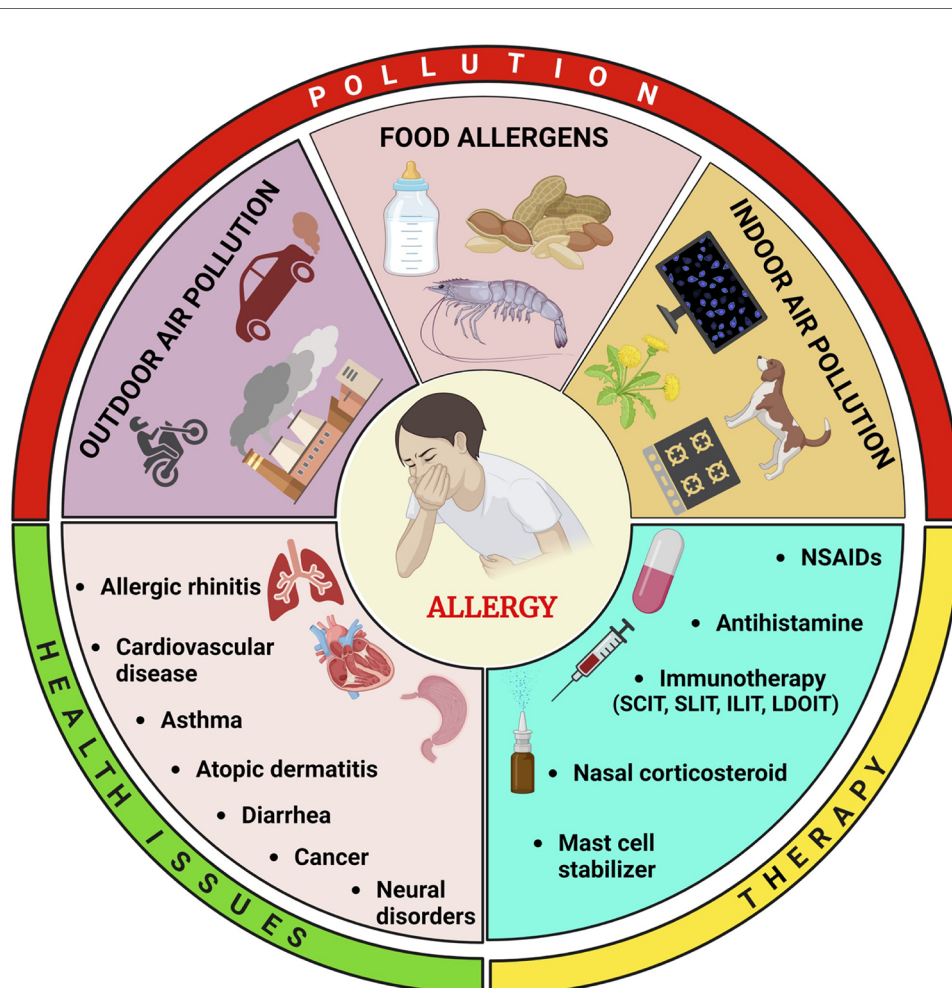 POLLUTION
FOOD ALLERGENS
OUTDOOR AIR POLLUTION
INDOOR AIR POLLUTION
ALLERGY
HEALTH ISSUES
• Allergic rhinitis
• Cardiovascular
disease
• Asthma
• Atopic dermatitis
• Diarrhea
• Cancer
• Neural
disorders
THERAPY
• NSAIDs
• Antihistamine
• Immunotherapy
(SCIT, SLIT, ILIT, LDOIT)
• Nasal corticosteroid
• Mast cell
stabilizer